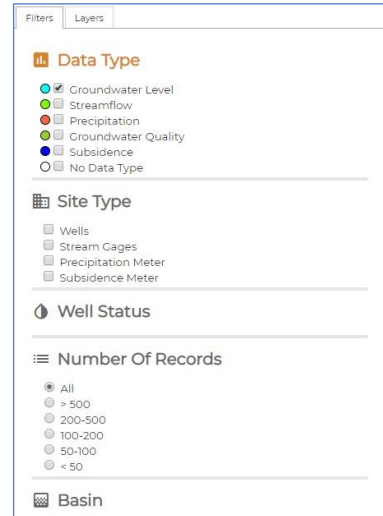 Filters Layers
Data Type
Groundwater Level
Streamflow
Precipitation
Groundwater Quality
Subsidence
No Data Type
Site Type
Wells
Stream Gages
Precipitation Meter
Subsidence Meter
Well Status
Number Of Records
All
> 500
200-500
100-200
50-100
< 50
Basin